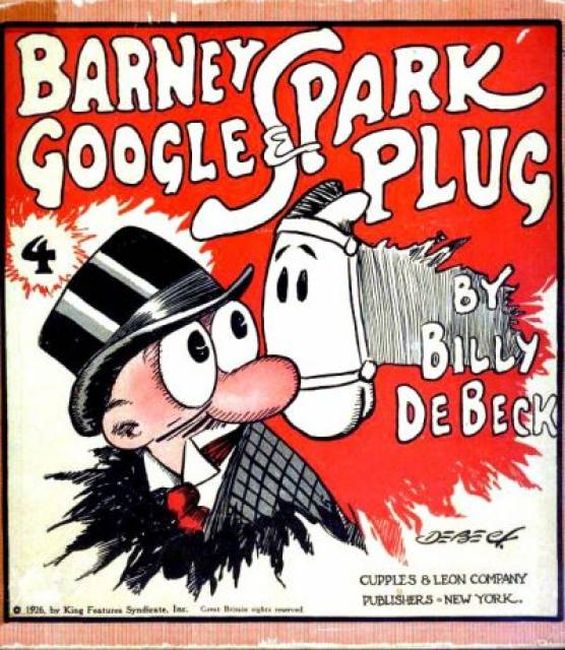 BARNEY GOOGLE & SPARK PLUG
4
BY
BILLY
DE BECK
DEBECK
CUPPLES & LEON COMPANY
PUBLISHERS - NEW YORK.
© 1926, by King Features Syndicate, Inc. Great Britain rights reserved